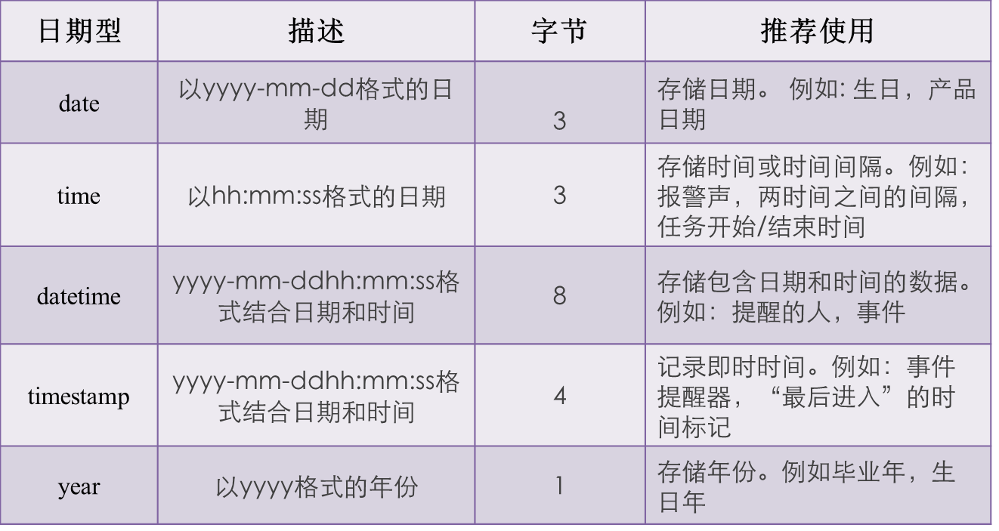 日期型
描述
字节
推荐使用
date
以yyyy-mm-dd格式的日
期
3
存储日期。 例如: 生日，产品
日期
time
以hh:mm:ss格式的日期
3
存储时间或时间间隔。例如：
报警声，两时间之间的间隔，
任务开始/结束时间
datetime
yyyy-mm-ddhh:mm:ss格
式结合日期和时间
8
存储包含日期和时间的数据。
例如：提醒的人，事件
timestamp
yyyy-mm-ddhh:mm:ss格
式结合日期和时间
4
记录即时时间。例如：事件
提醒器，“最后进入”的时
间标记
year
以yyyy格式的年份
1
存储年份。例如毕业年，生
日年